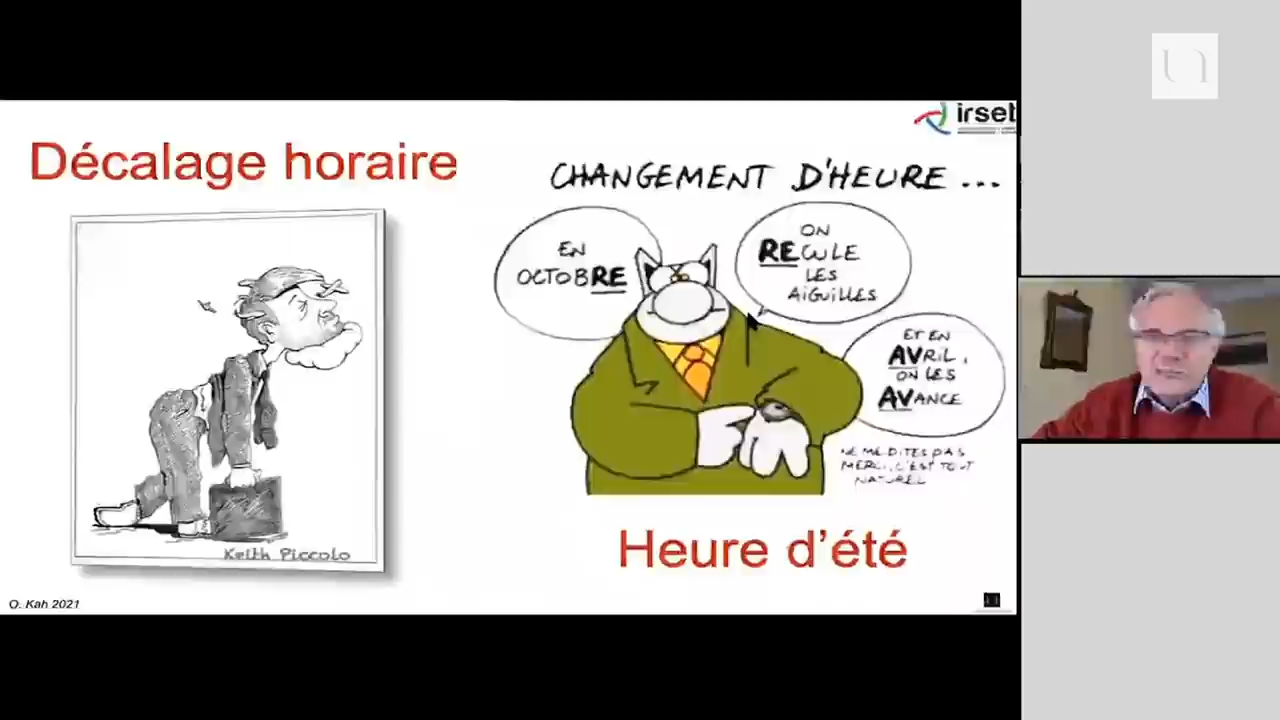 irset
Décalage horaire
CHANGEMENT D'HEURE...
EN
OCTOBRE
ON
RECULE
LES
AIGUILLES
ET EN
AVRIL,
ON LES
AVANCE
NE ME DITES PAS
MERCI, C'EST TOUT
NATUREL
Keith Piccolo
Heure d'été
O. Kah 2021